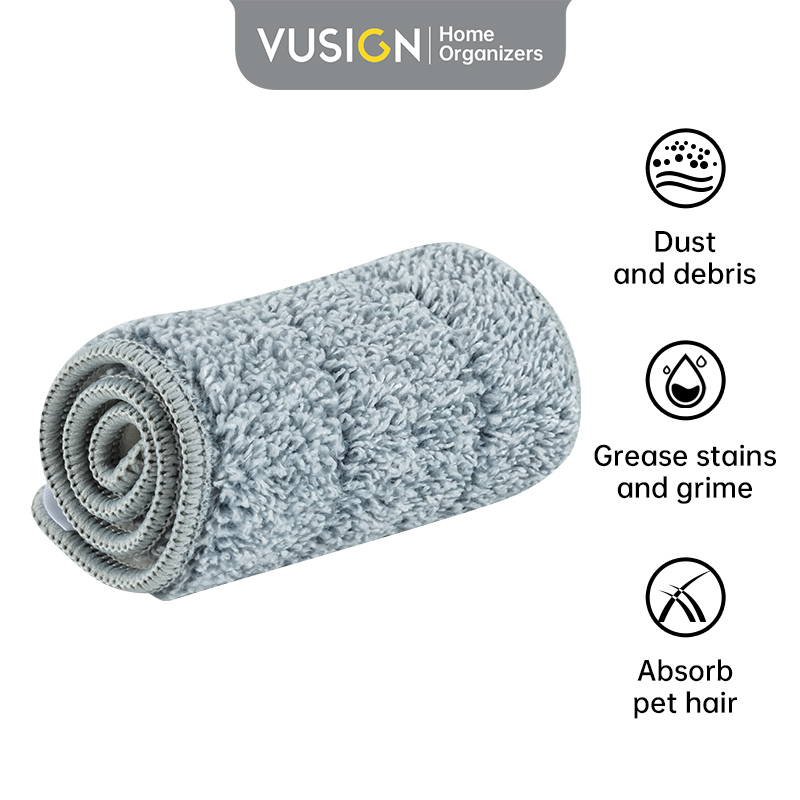 VUSIGN
Home
Organizers
Dust
and debris
Grease stains
and grime
Absorb
pet hair